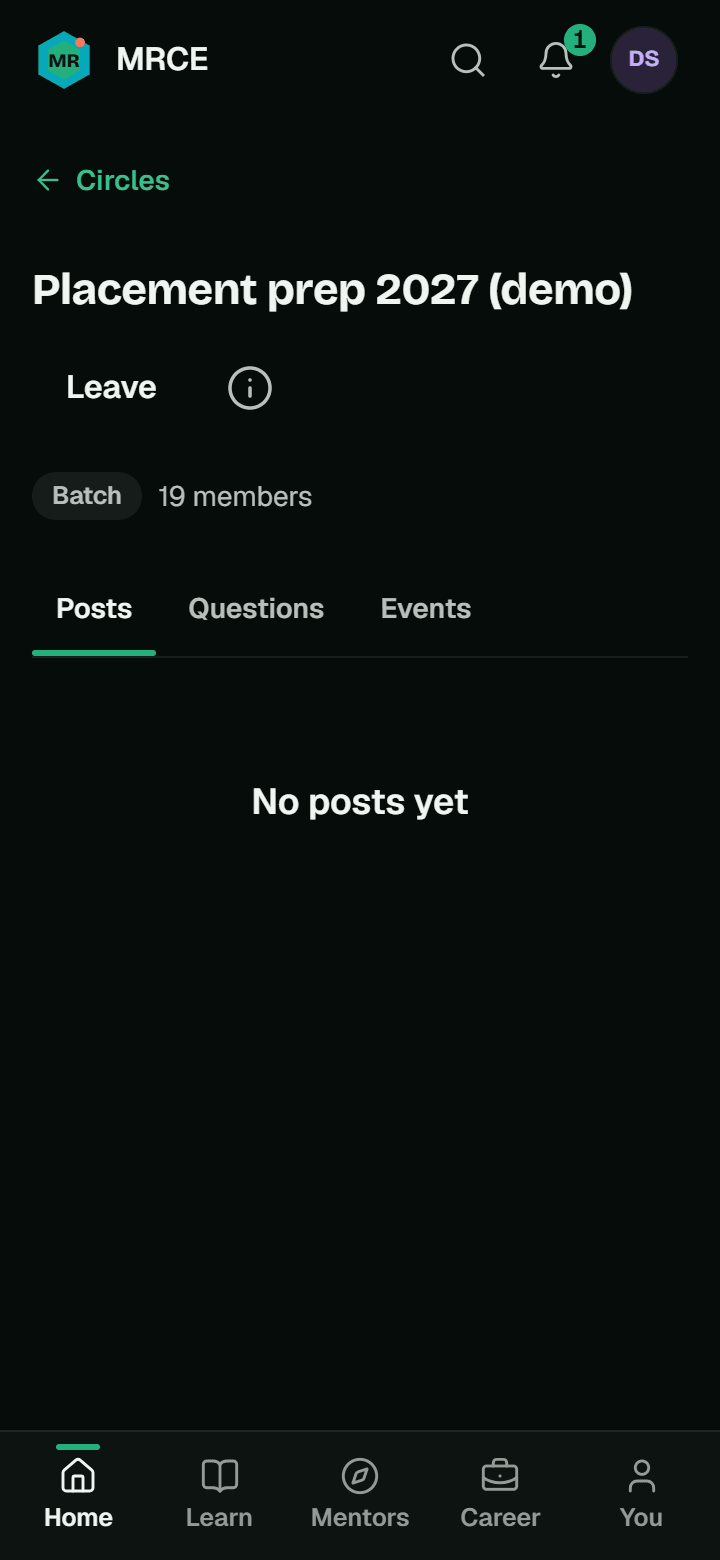 MR MRCE 1 DS
Circles
Placement prep 2027 (demo)
Leave
Batch 19 members
Posts Questions Events
No posts yet
Home Learn Mentors Career You